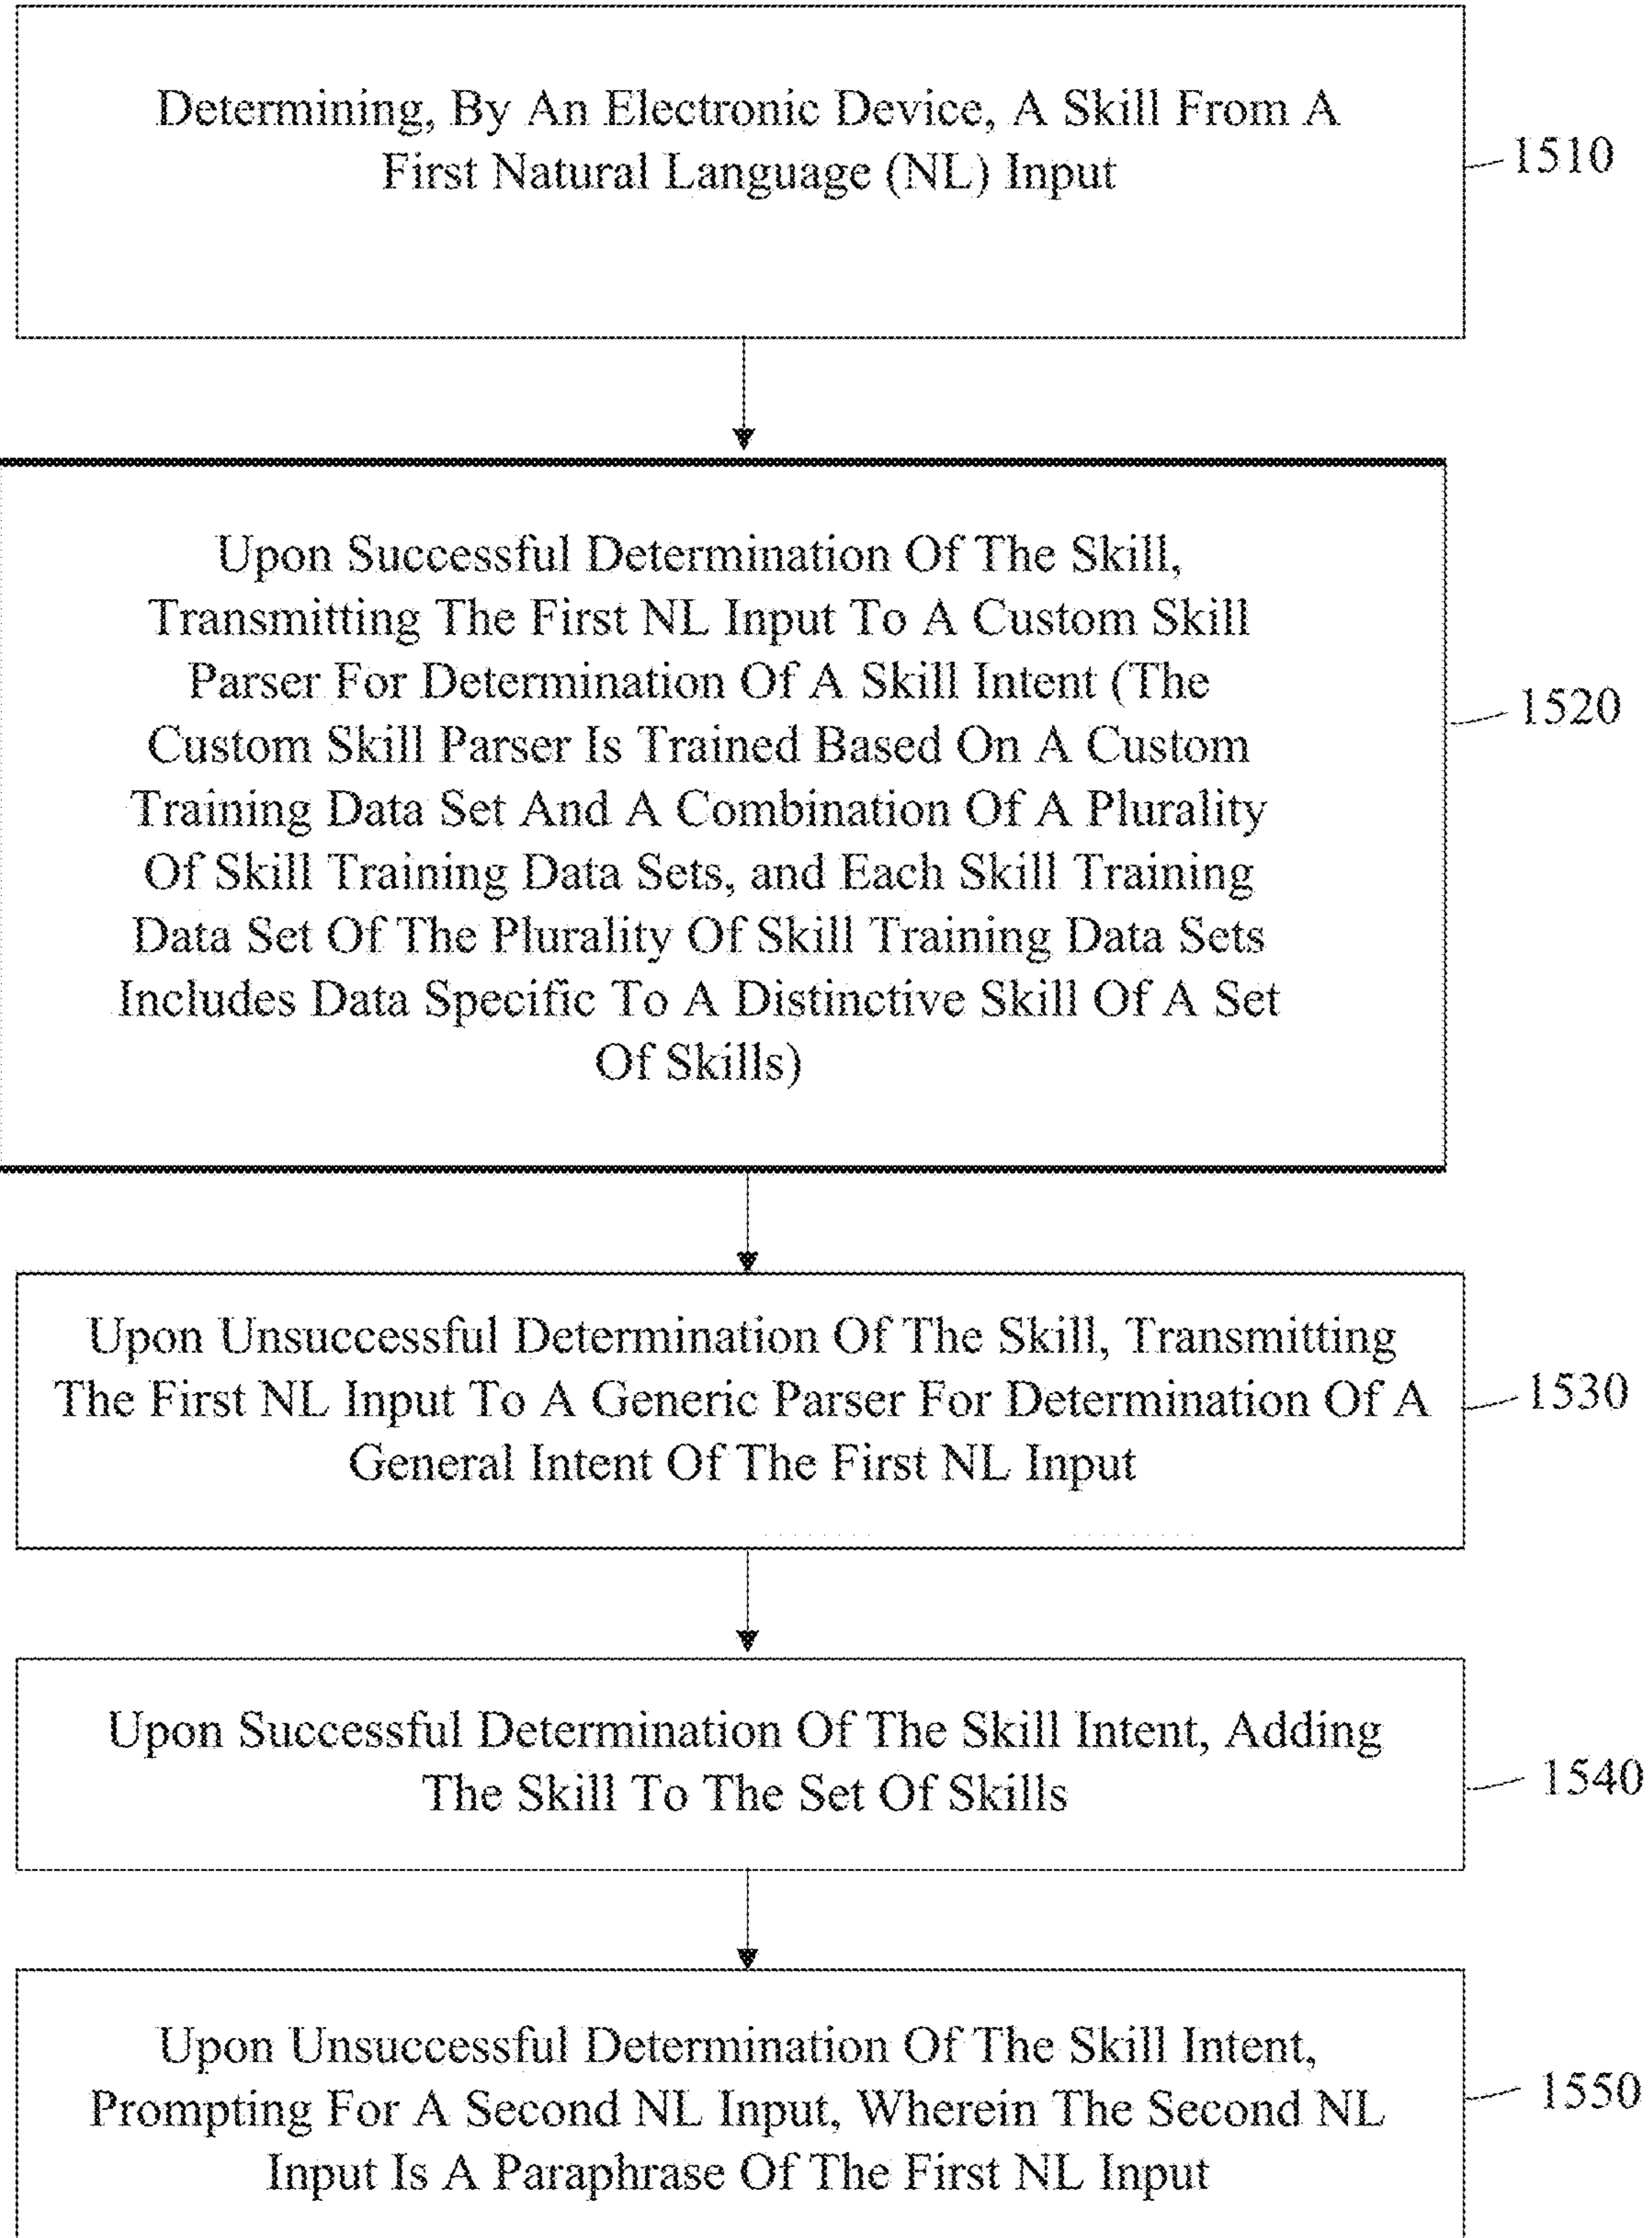 Determining, By An Electronic Device, A Skill From A
First Natural Language (NL) Input
1510
Upon Successful Determination Of The Skill,
Transmitting The First NL Input To A Custom Skill
Parser For Determination Of A Skill Intent (The
Custom Skill Parser Is Trained Based On A Custom
Training Data Set And A Combination Of A Plurality
Of Skill Training Data Sets, and Each Skill Training
Data Set Of The Plurality Of Skill Training Data Sets
Includes Data Specific To A Distinctive Skill Of A Set
Of Skills)
1520
Upon Unsuccessful Determination Of The Skill, Transmitting
The First NL Input To A Generic Parser For Determination Of A
General Intent Of The First NL Input
1530
Upon Successful Determination Of The Skill Intent, Adding
The Skill To The Set Of Skills
1540
Upon Unsuccessful Determination Of The Skill Intent,
Prompting For A Second NL Input, Wherein The Second NL
Input Is A Paraphrase Of The First NL Input
1550